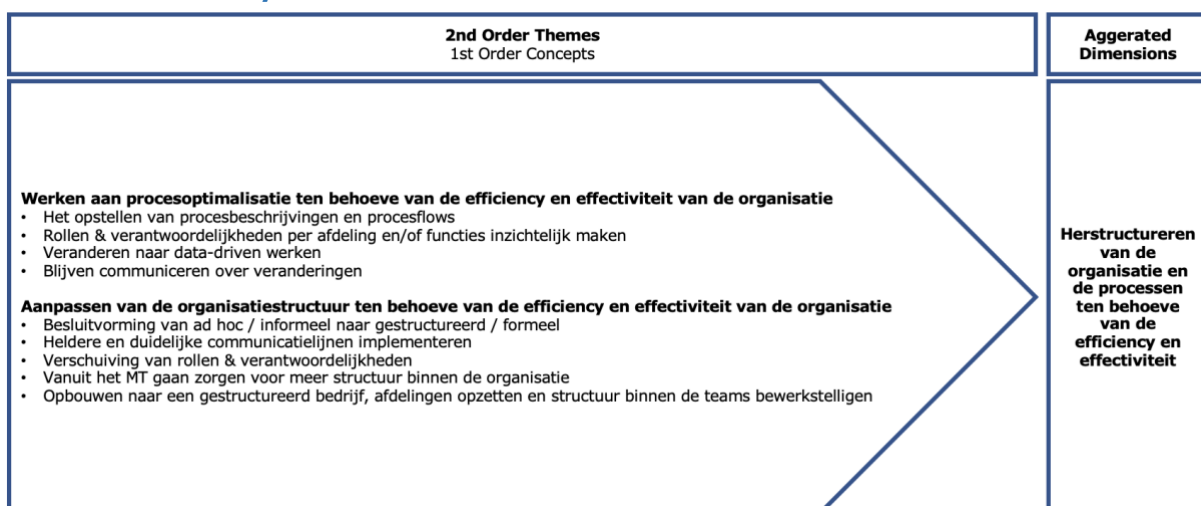 2nd Order Themes
1st Order Concepts
Aggerated
Dimensions
Werken aan procesoptimalisatie ten behoeve van de efficiency en effectiviteit van de organisatie
• Het opstellen van procesbeschrijvingen en procesflows
• Rollen & verantwoordelijkheden per afdeling en/of functies inzichtelijk maken
• Veranderen naar data-driven werken
• Blijven communiceren over veranderingen
Aanpassen van de organisatiestructuur ten behoeve van de efficiency en effectiviteit van de organisatie
• Besluitvorming van ad hoc / informeel naar gestructureerd / formeel
• Heldere en duidelijke communicatielijnen implementeren
• Verschuiving van rollen & verantwoordelijkheden
• Vanuit het MT gaan zorgen voor meer structuur binnen de organisatie
• Opbouwen naar een gestructureerd bedrijf, afdelingen opzetten en structuur binnen de teams bewerkstelligen
Herstructureren
van de
organisatie en
de processen
ten behoeve
van de
efficiency en
effectiviteit